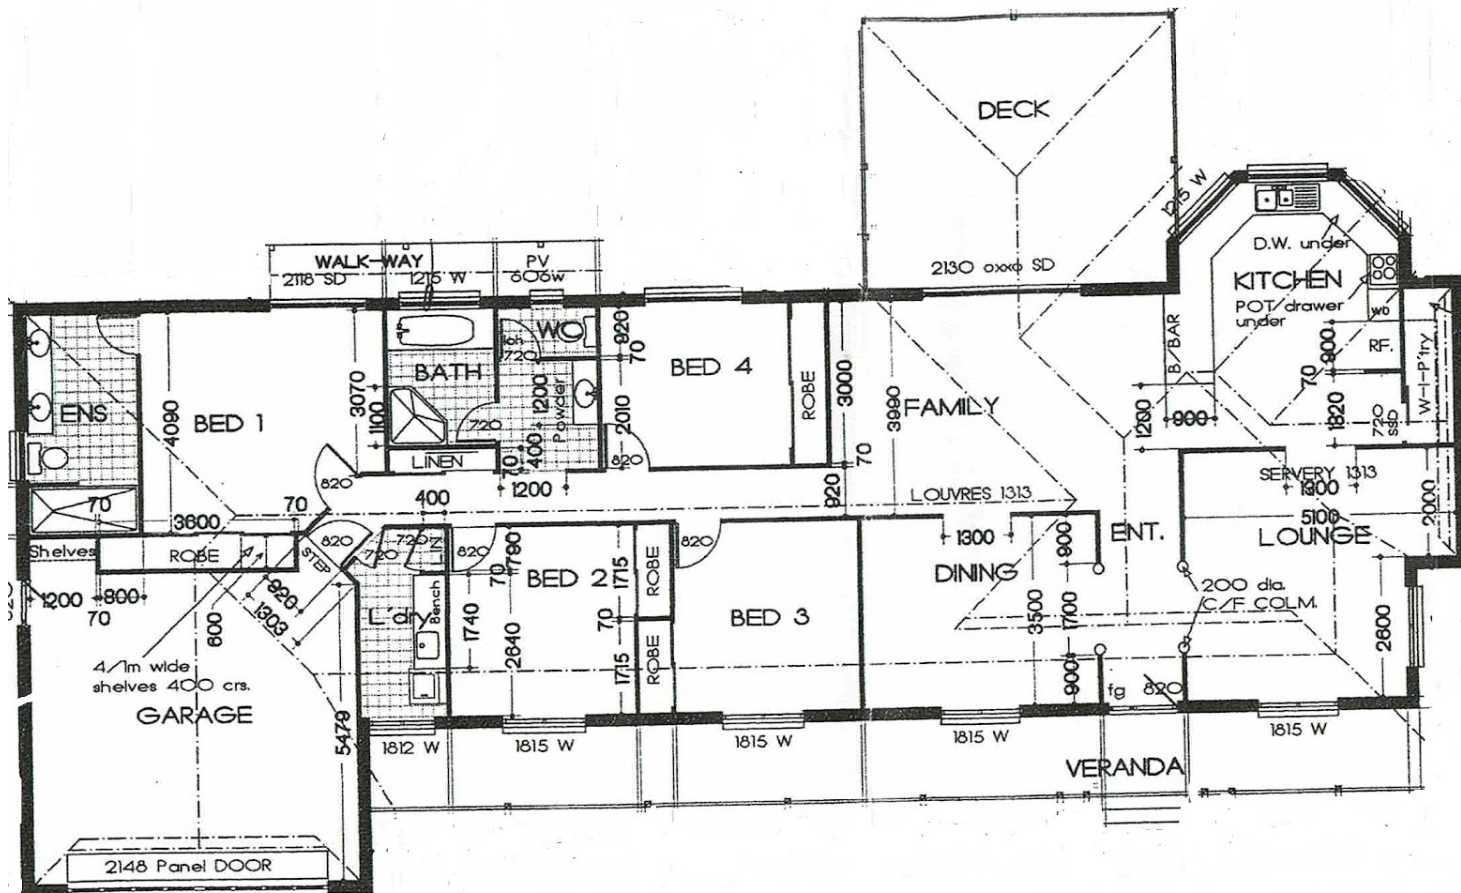 DECK
2130 oxxo SD
1215 W
D.W. under
KITCHEN
POT drawer
under
WO
RF.
W-I-P'try
720
SSD
900
70
1820
B/BAR
1200
900
WALK-WAY
2118 SD
1215 W
PV
606w
WC
720
920
70
BATH
1200
Powder
2010
400
70
720
1100
LINEN
820
1200
BED 4
ROBE
3000
3980
70
920
FAMILY
LOUVRES 1313
ENS
BED 1
4090
3070
820
70
3600
70
400
ROBE
Shelves
820
STEP
720
720
820
1200
800
70
600
920
1303
4/1m wide
shelves 400 crs.
GARAGE
5479
2148 Panel DOOR
820
L'dry
Bench
1740
70
1790
BED 2
2640
1715
70
1715
ROBE
ROBE
820
BED 3
1300
DINING
3500
900
1700
900
ENT.
SERVERY 1313
1300
5100
LOUNGE
2000
200 dia.
C/F COLM.
2600
fg
820
1812 W
1815 W
1815 W
1815 W
1815 W
VERANDA